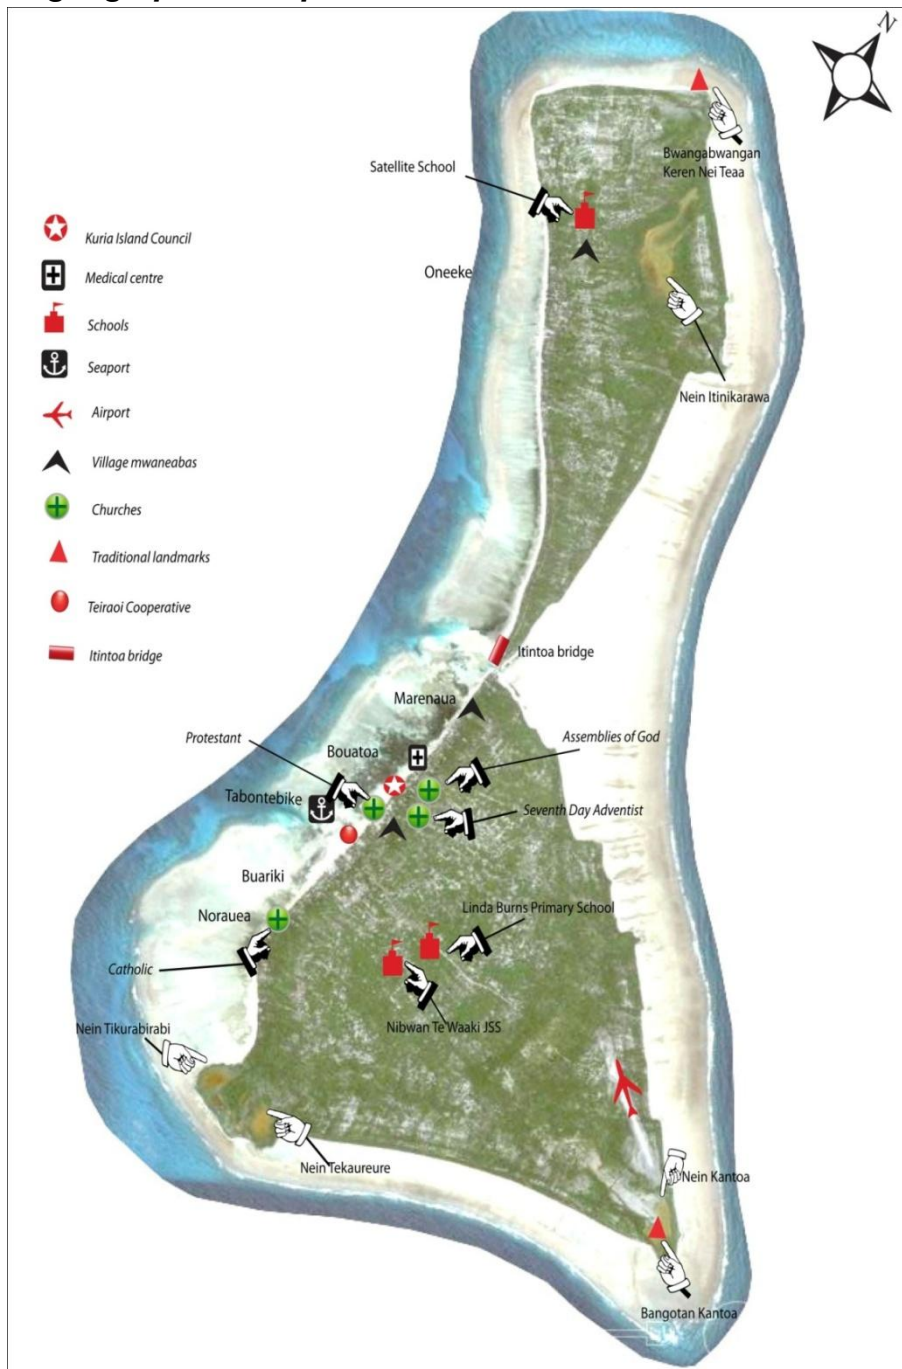 N
Bwangabwangan
Keren Nei Teaa
Satellite School
Kuria Island Council
Medical centre
Oneeke
Schools
Seaport
Nein Itinikarawa
Airport
Village mwaneabas
Churches
Traditional landmarks
Teiraoi Cooperative
Itintoa bridge
Itintoa bridge
Marenaua
Protestant
Assemblies of God
Bouatoa
Tabontebike
Seventh Day Adventist
Buariki
Linda Burns Primary School
Norauea
Catholic
Nein Tikurabirabi
Nibwan Te Waaki JSS
Nein Tekaureure
Nein Kantoa
Bangotan Kantoa